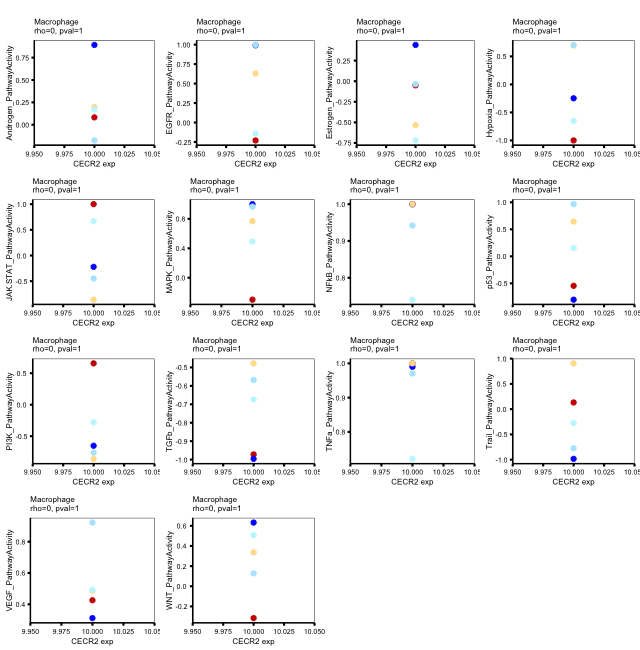 Macrophage
rho=0, pval=1
Androgen_PathwayActivity
0.75
0.50
0.25
0.00
9.950 9.975 10.000 10.025 10.05
CECR2 exp
Macrophage
rho=0, pval=1
EGFR_PathwayActivity
1.00
0.75
0.50
0.25
0.00
-0.25
9.950 9.975 10.000 10.025 10.05
CECR2 exp
Macrophage
rho=0, pval=1
Estrogen_PathwayActivity
0.25
0.00
-0.25
-0.50
-0.75
9.950 9.975 10.000 10.025 10.05
CECR2 exp
Macrophage
rho=0, pval=1
Hypoxia_PathwayActivity
0.5
0.0
-0.5
-1.0
9.950 9.975 10.000 10.025 10.05
CECR2 exp
Macrophage
rho=0, pval=1
JAK.STAT_PathwayActivity
1.0
0.5
0.0
-0.5
9.950 9.975 10.000 10.025 10.05
CECR2 exp
Macrophage
rho=0, pval=1
MAPK_PathwayActivity
0.8
0.4
0.0
9.950 9.975 10.000 10.025 10.05
CECR2 exp
Macrophage
rho=0, pval=1
NFkB_PathwayActivity
1.0
0.9
0.8
9.950 9.975 10.000 10.025 10.05
CECR2 exp
Macrophage
rho=0, pval=1
p53_PathwayActivity
1.0
0.5
0.0
-0.5
9.950 9.975 10.000 10.025 10.05
CECR2 exp
Macrophage
rho=0, pval=1
PI3K_PathwayActivity
0.5
0.0
-0.5
9.950 9.975 10.000 10.025 10.05
CECR2 exp
Macrophage
rho=0, pval=1
TGFb_PathwayActivity
-0.5
-0.6
-0.7
-0.8
-0.9
-1.0
9.950 9.975 10.000 10.025 10.05
CECR2 exp
Macrophage
rho=0, pval=1
TNFa_PathwayActivity
1.0
0.9
0.8
9.950 9.975 10.000 10.025 10.05
CECR2 exp
Macrophage
rho=0, pval=1
Trail_PathwayActivity
1.0
0.5
0.0
-0.5
-1.0
9.950 9.975 10.000 10.025 10.05
CECR2 exp
Macrophage
rho=0, pval=1
VEGF_PathwayActivity
0.8
0.6
0.4
9.950 9.975 10.000 10.025 10.05
CECR2 exp
Macrophage
rho=0, pval=1
WNT_PathwayActivity
0.6
0.4
0.2
0.0
-0.2
9.950 9.975 10.000 10.025 10.050
CECR2 exp